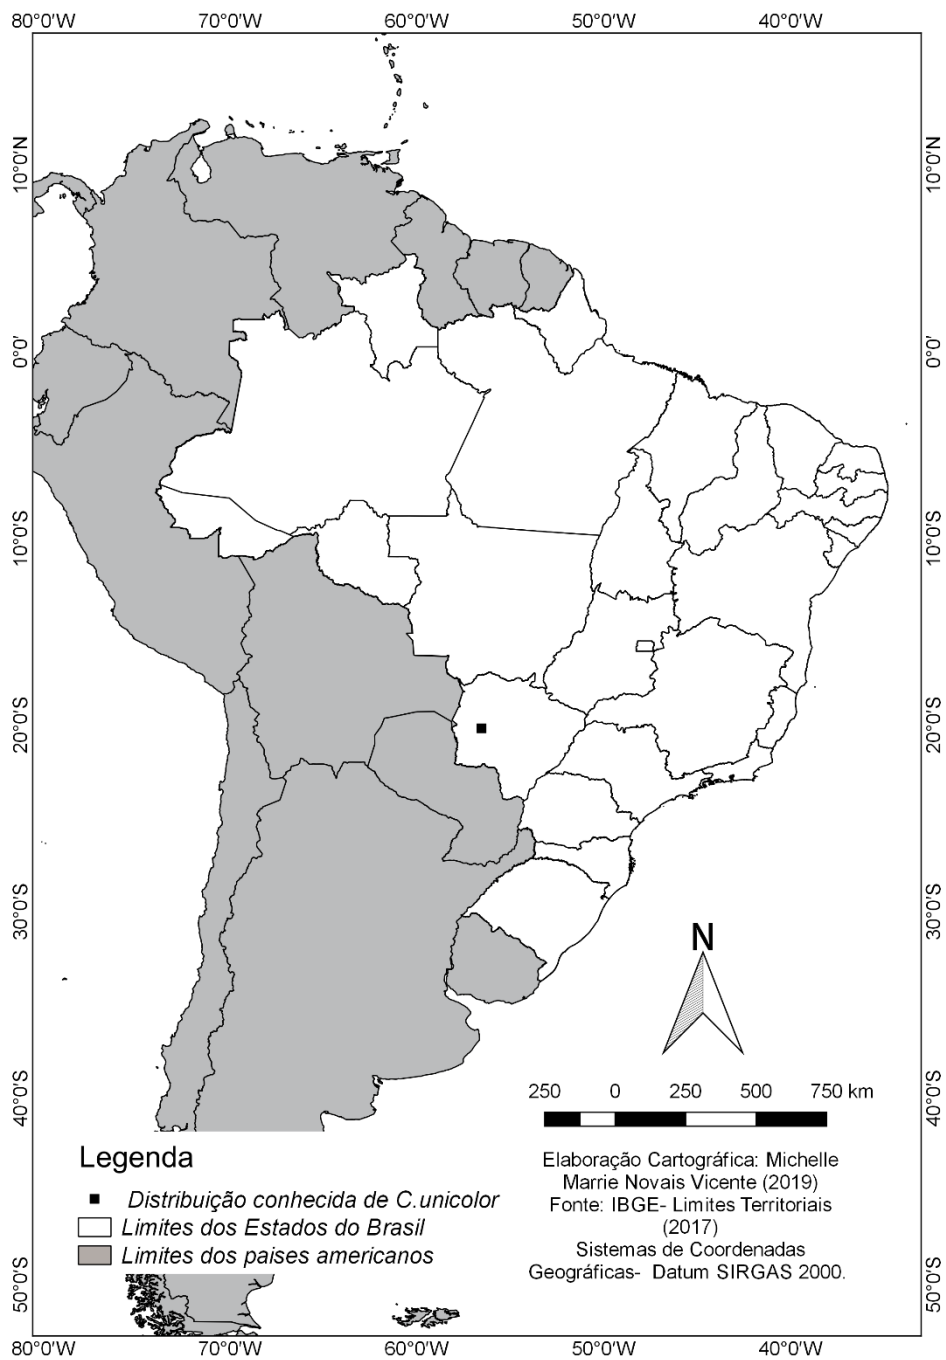 80°0'W 70°0'W 60°0'W 50°0'W 40°0'W
10°0'N 10°0'N
0°0' 0°0'
10°0'S 10°0'S
20°0'S 20°0'S
30°0'S 30°0'S
N
40°0'S 40°0'S
250 0 250 500 750 km
Legenda
Distribuição conhecida de C.unicolor
Limites dos Estados do Brasil
Limites dos paises americanos
Elaboração Cartográfica: Michelle
Marrie Novais Vicente (2019)
Fonte: IBGE- Limites Territoriais
(2017)
Sistemas de Coordenadas
Geográficas- Datum SIRGAS 2000.
50°0'S 50°0'S
80°0'W 70°0'W 60°0'W 50°0'W 40°0'W